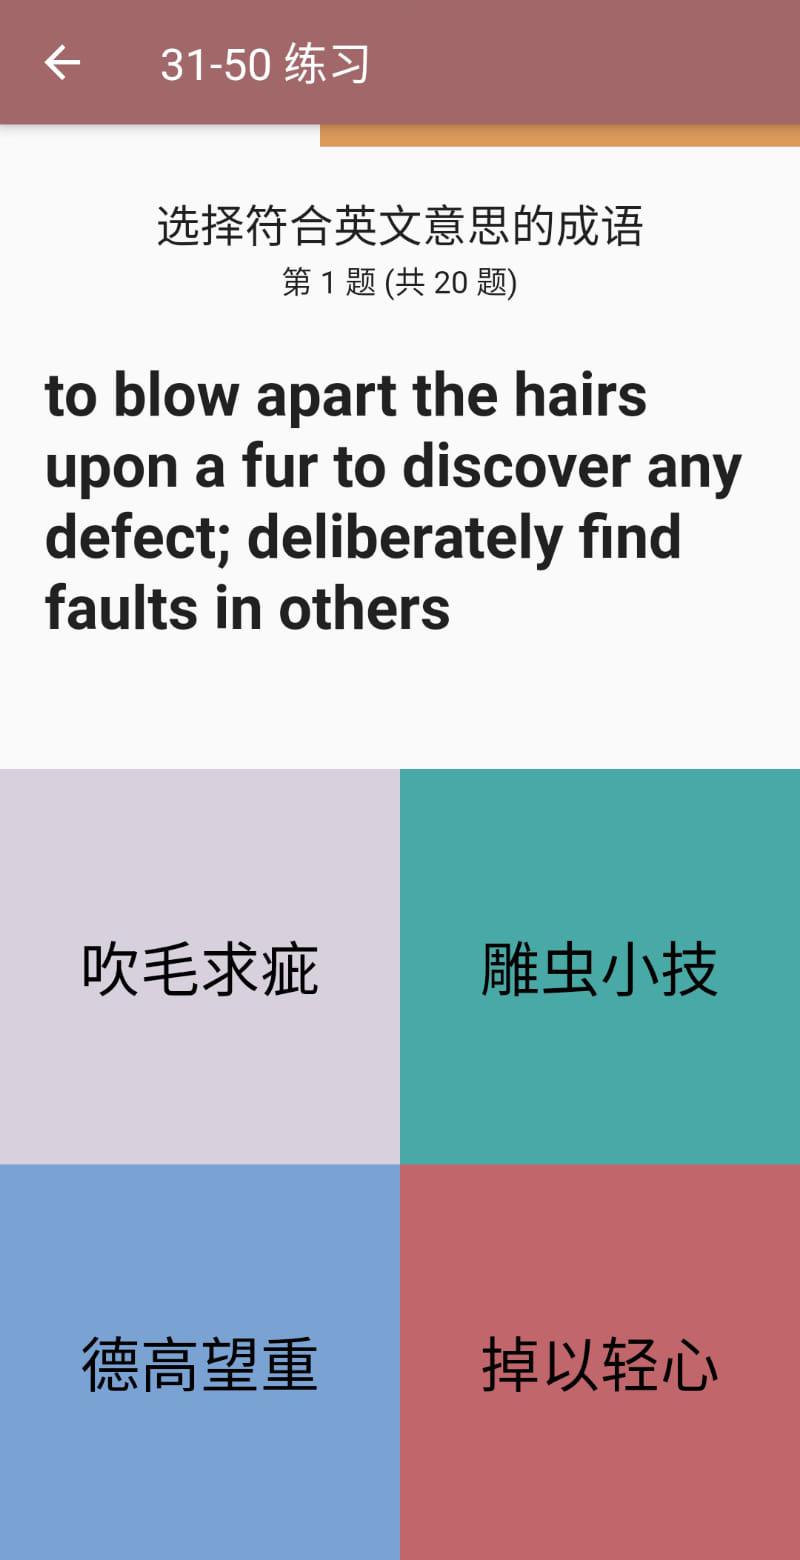 31-50 练习
选择符合英文意思的成语
第 1 题 (共 20 题)
to blow apart the hairs
upon a fur to discover any
defect; deliberately find
faults in others
吹毛求疵
雕虫小技
德高望重
掉以轻心